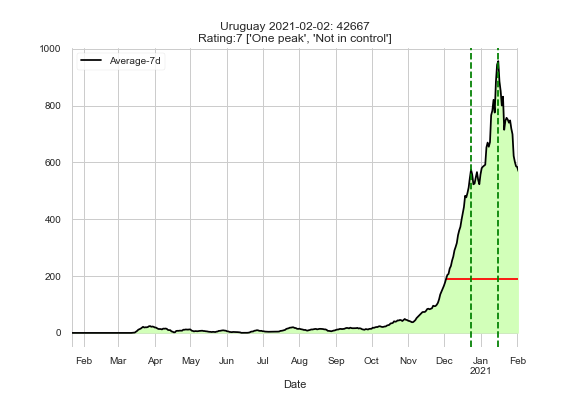 Uruguay 2021-02-02: 42667
Rating:7 ['One peak', 'Not in control']
Average-7d
1000
800
600
400
200
0
Feb Mar Apr May Jun Jul Aug Sep Oct Nov Dec Jan Feb
2021
Date